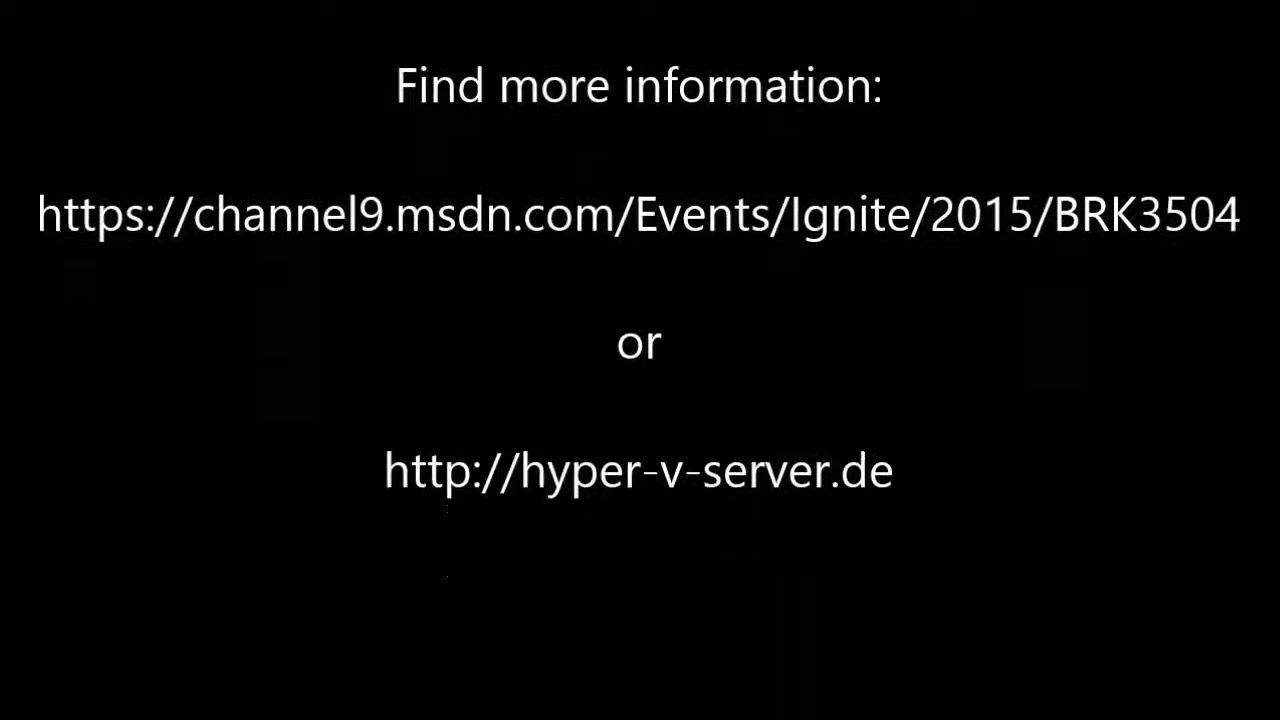 Find more information:
https://channel9.msdn.com/Events/Ignite/2015/BRK3504
or
http://hyper-v-server.de